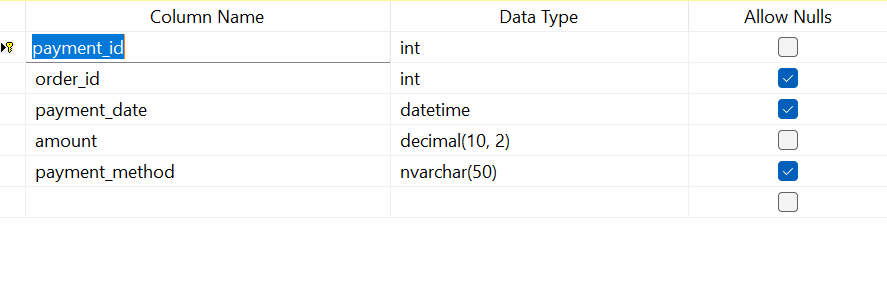 Column Name Data Type Allow Nulls
payment_id int
order_id int
payment_date datetime
amount decimal(10, 2)
payment_method nvarchar(50)